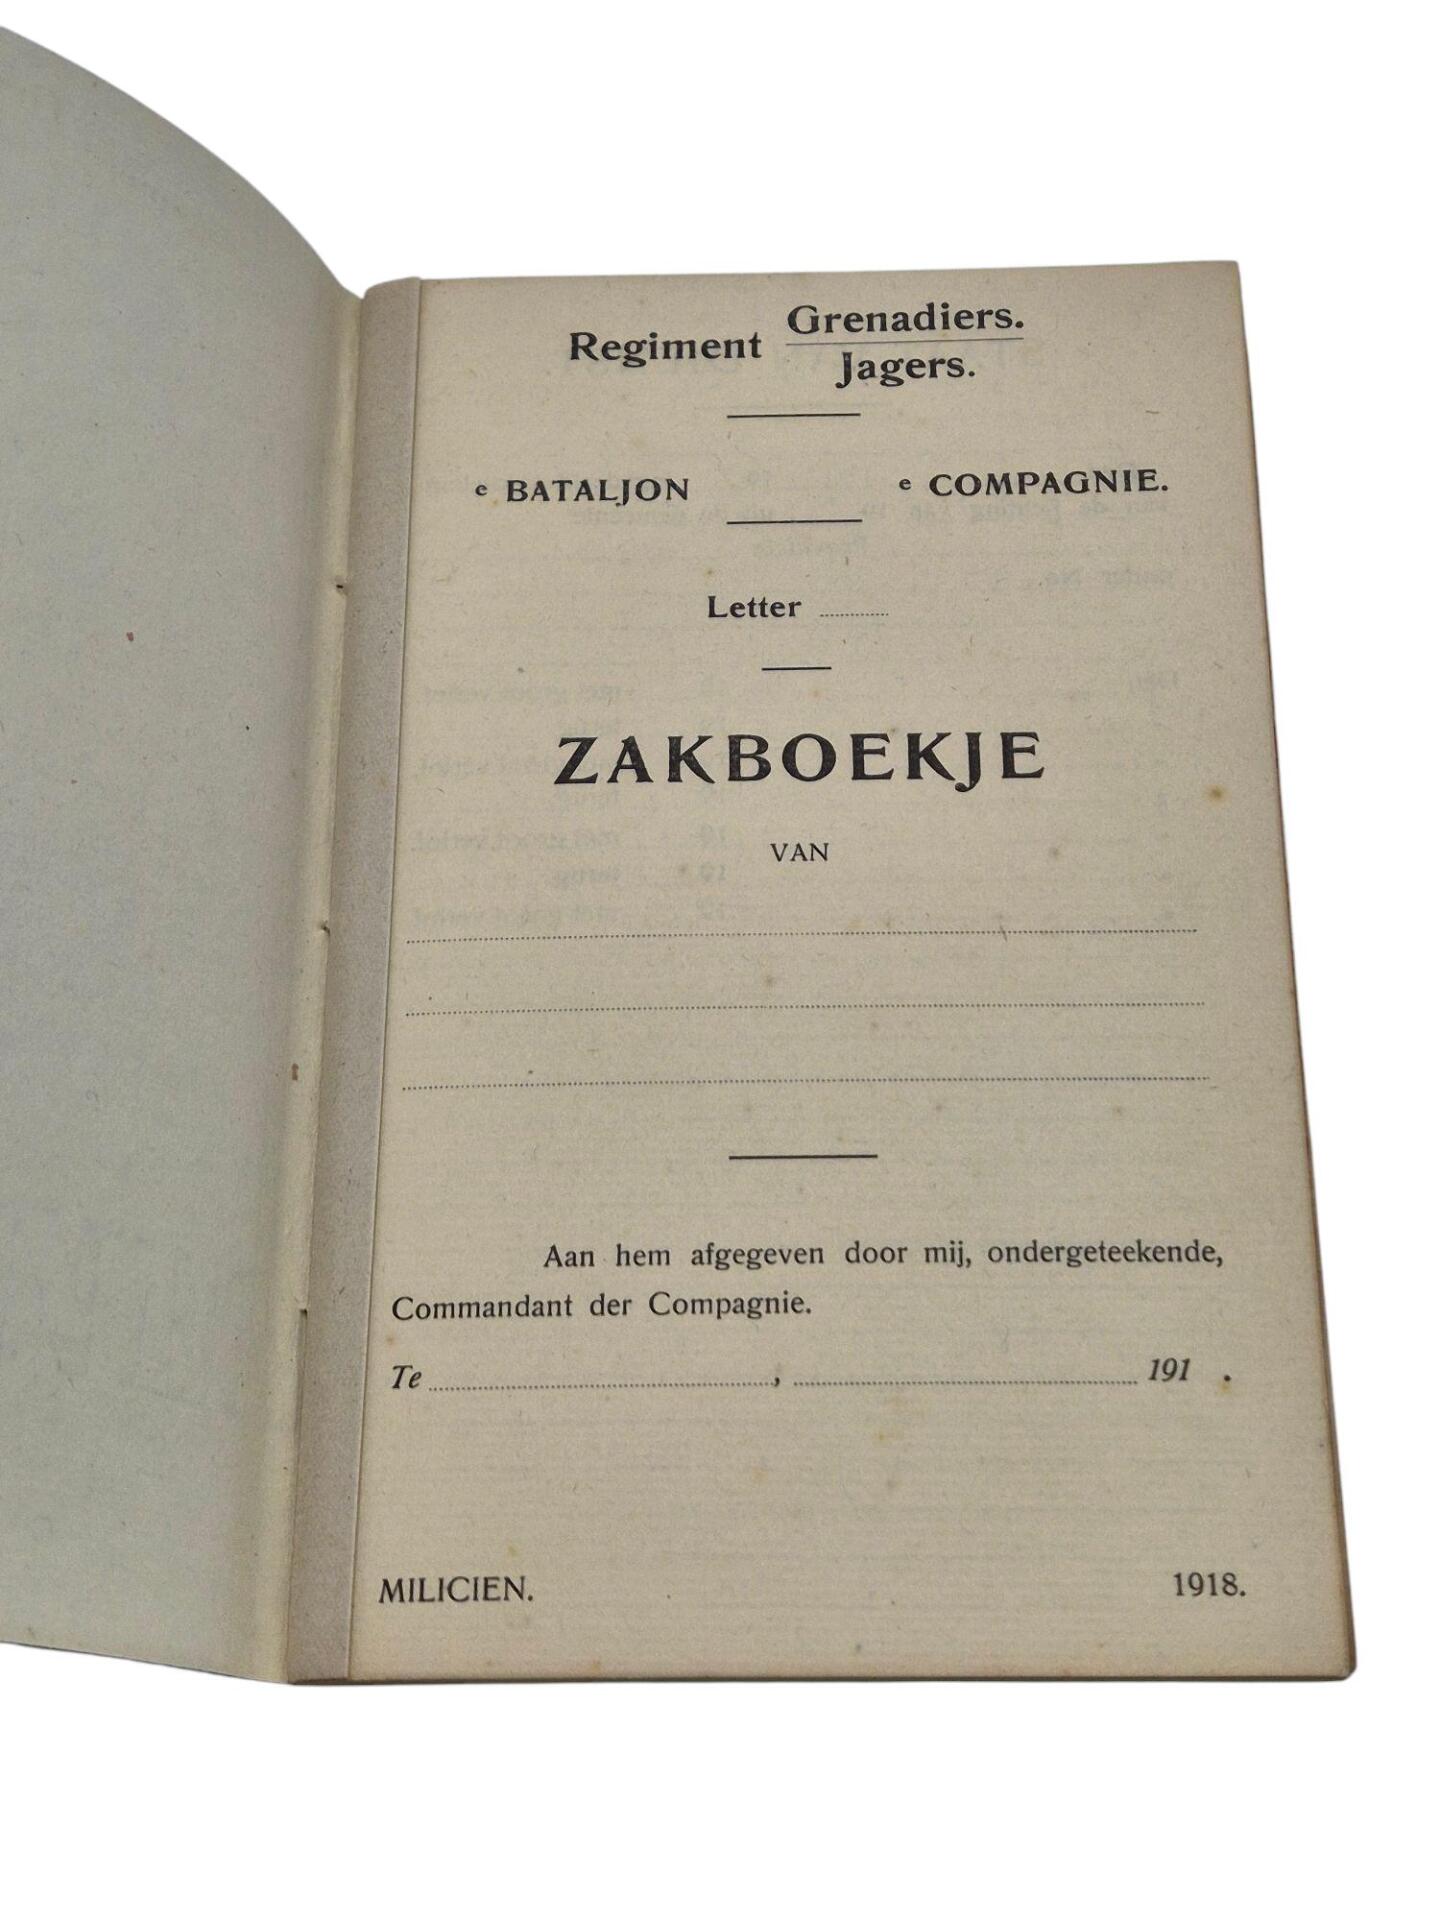 Regiment Grenadiers.
Jagers.
e BATALJON e COMPAGNIE.
Letter
ZAKBOEKJE
VAN
Aan hem afgegeven door mij, ondergeteekende,
Commandant der Compagnie.
Te , 191 .
MILICIEN. 1918.